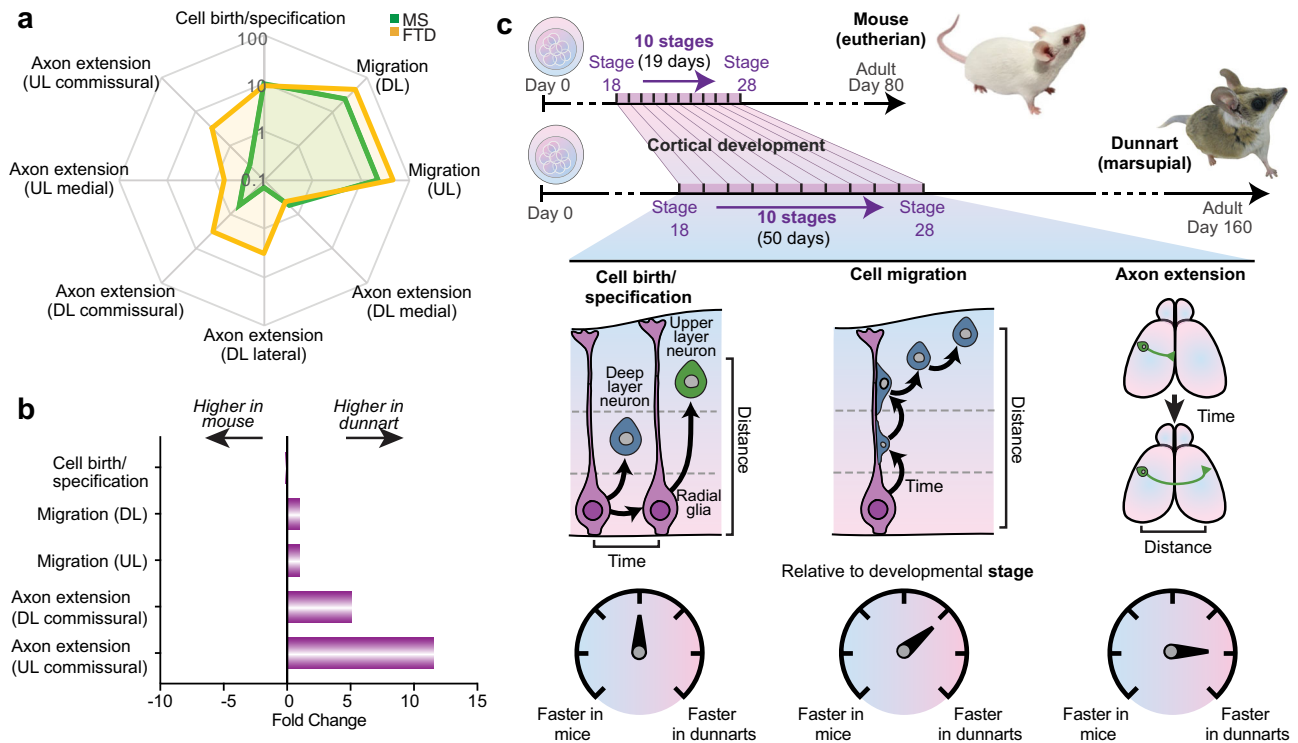 a
Cell birth/specification
MS
FTD
100
10
1
0.1
Migration
(DL)
Migration
(UL)
Axon extension
(DL medial)
Axon extension
(DL lateral)
Axon extension
(DL commissural)
Axon extension
(UL medial)
Axon extension
(UL commissural)
b
Higher in
mouse
Higher in
dunnart
Cell birth/
specification
Migration (DL)
Migration (UL)
Axon extension
(DL commissural)
Axon extension
(UL commissural)
-10
-5
0
5
10
15
Fold Change
c
Day 0
Stage
18
10 stages
(19 days)
Stage
28
Adult
Day 80
Mouse
(eutherian)
Cortical development
Dunnart
(marsupial)
Day 0
Stage
18
10 stages
(50 days)
Stage
28
Adult
Day 160
Cell birth/
specification
Upper
layer
neuron
Deep
layer
neuron
Radial
glia
Distance
Time
Cell migration
Time
Distance
Axon extension
Time
Distance
Relative to developmental stage
Faster in
mice
Faster
in dunnarts
Faster in
mice
Faster
in dunnarts
Faster in
mice
Faster
in dunnarts